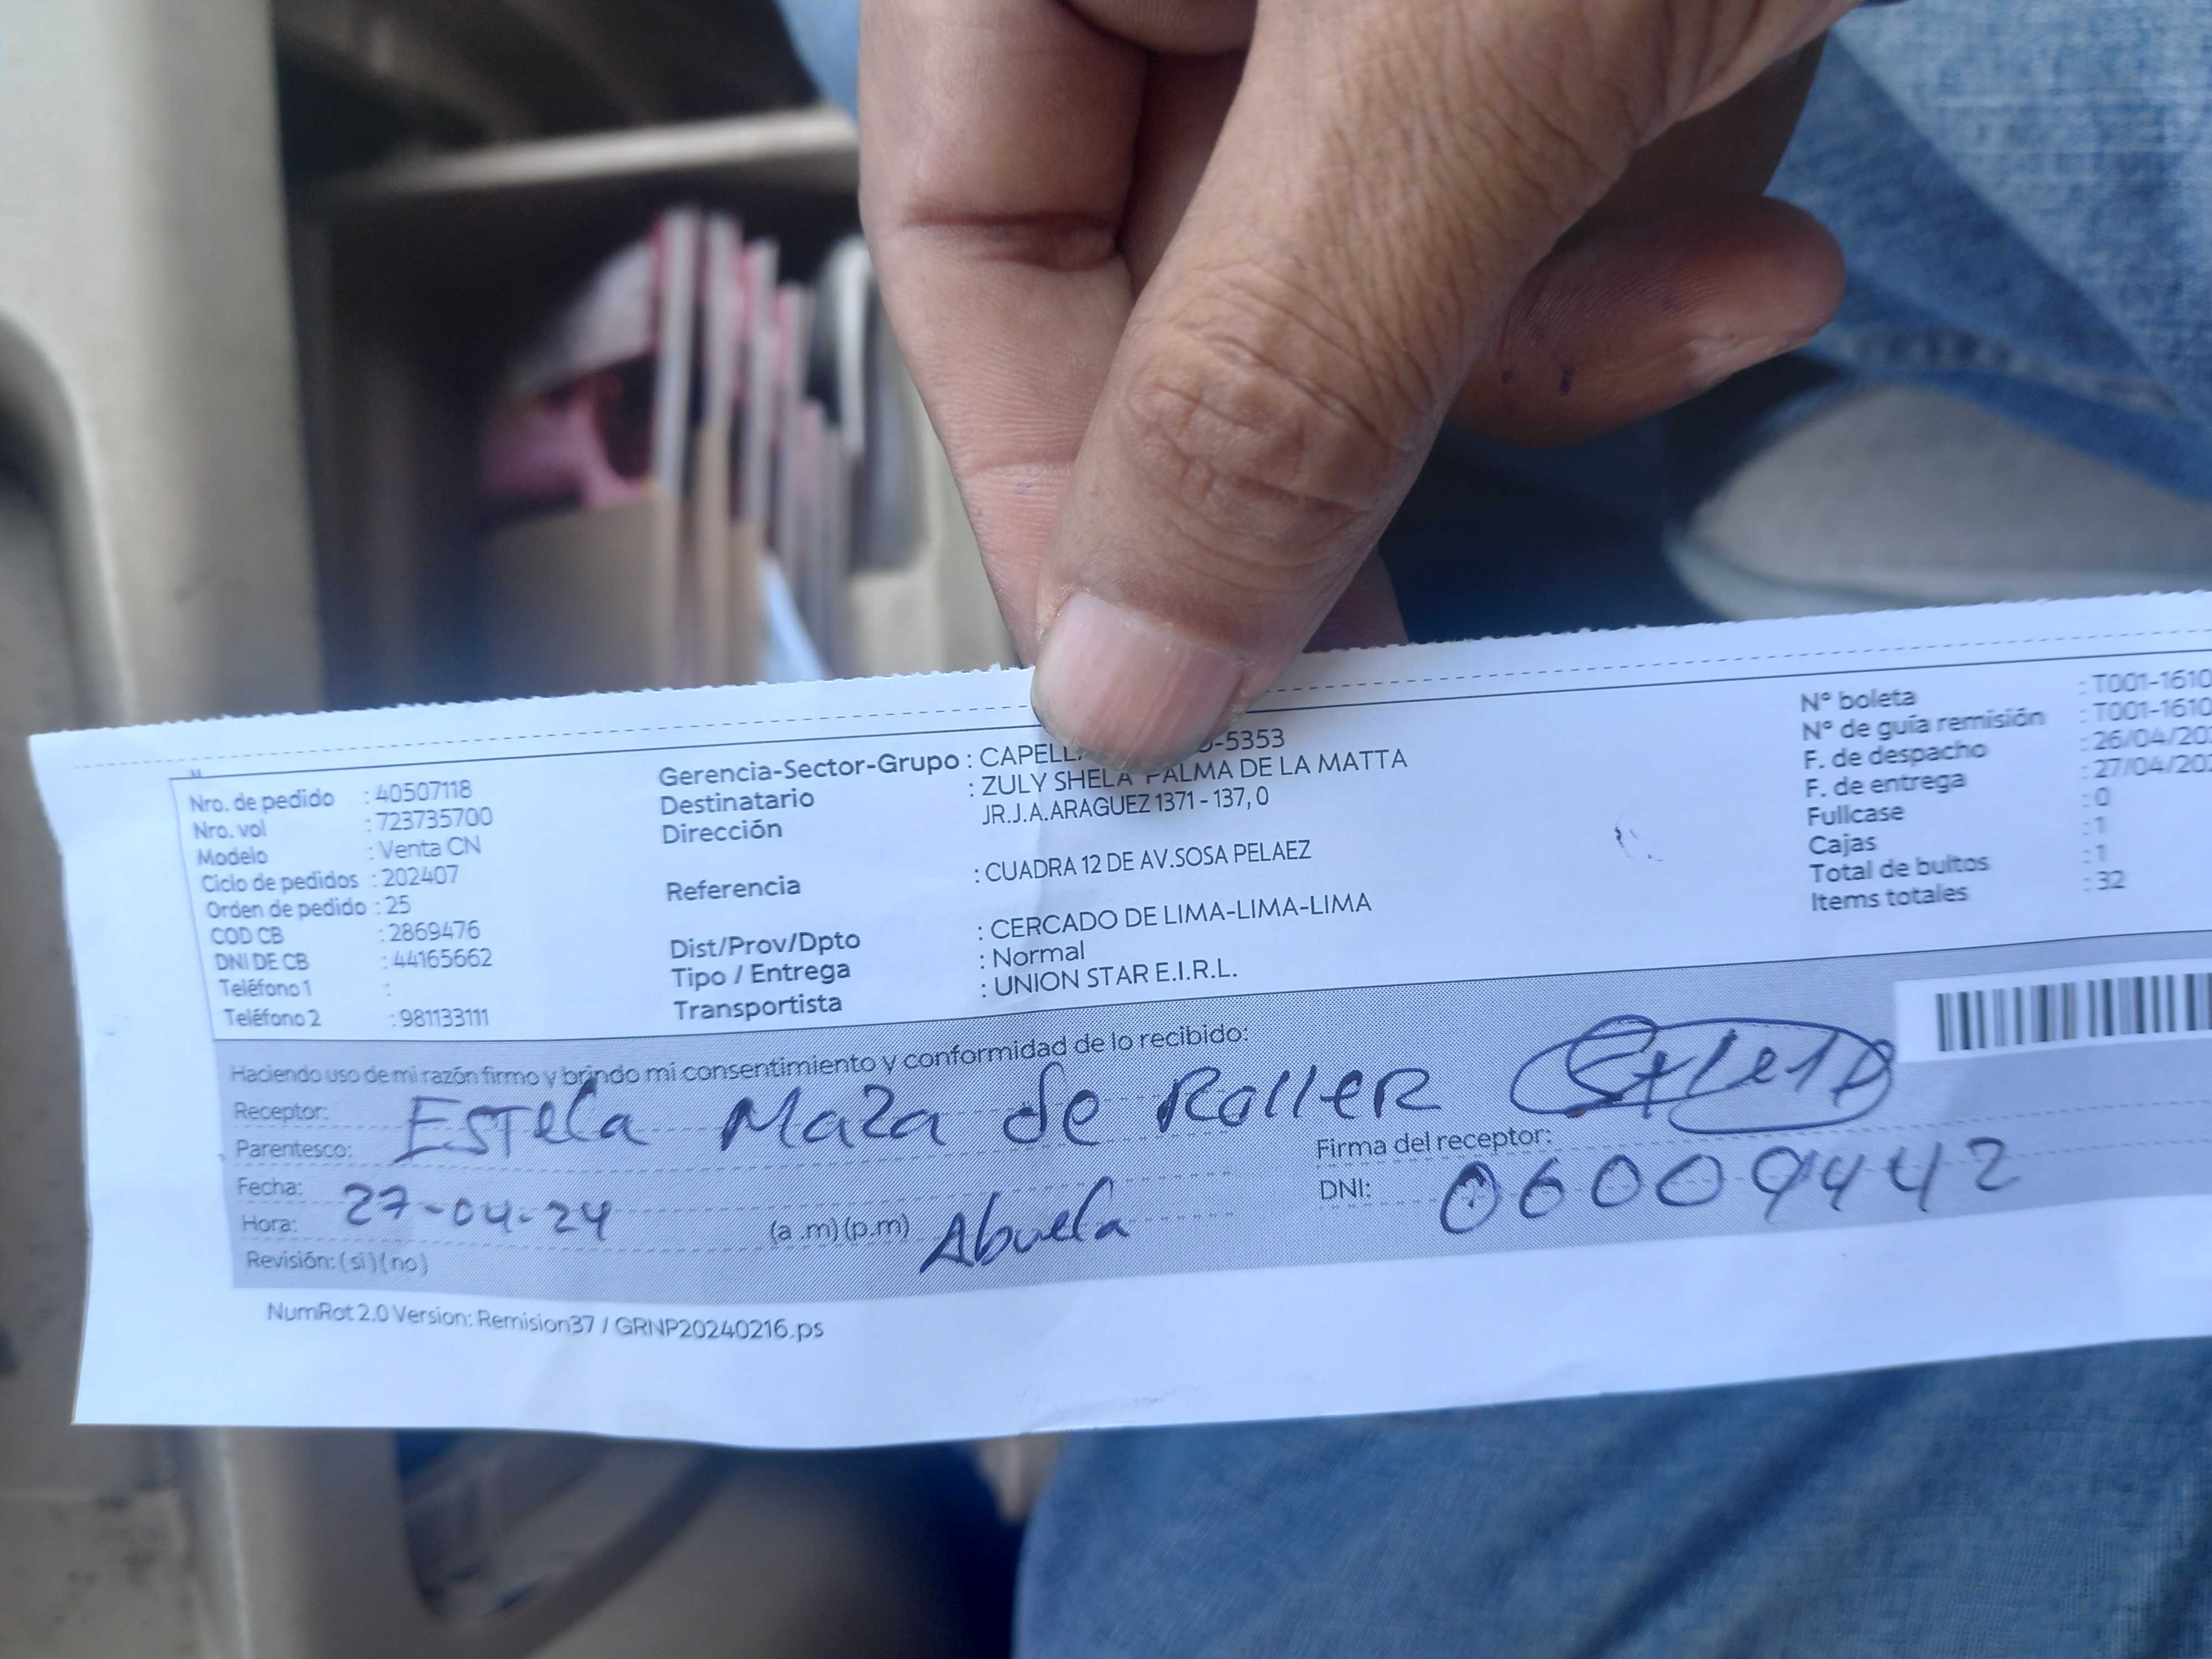 Nro. de pedido : 40507118
Nro. vol : 723735700
Modelo : Venta CN
Ciclo de pedidos : 202407
Orden de pedido : 25
COD CB : 2869476
DNI DE CB : 44165662
Teléfono 1 :
Teléfono 2 : 981133111
Gerencia-Sector-Grupo : CAPELL -5353
Destinatario : ZULY SHELA PALMA DE LA MATTA
Dirección JR.J.A.ARAGUEZ 1371 - 137, 0
Referencia : CUADRA 12 DE AV.SOSA PELAEZ
Dist/Prov/Dpto : CERCADO DE LIMA-LIMA-LIMA
Tipo / Entrega : Normal
Transportista : UNION STAR E.I.R.L.
N° boleta : T001-1610
N° de guía remisión : T001-1610
F. de despacho : 26/04/20
F. de entrega : 27/04/20
Fullcase : 0
Cajas : 1
Total de bultos : 1
Items totales : 32
Haciendo uso de mi razón firmo y brindo mi consentimiento y conformidad de lo recibido:
Receptor: Estela Maza de Roller
Parentesco:
Firma del receptor:
Fecha: 27-04-24
DNI: 06009442
Hora: (a .m)(p.m) Abuela
Revisión: (si)(no)
NumRot 2.0 Version: Remision37 / GRNP20240216.ps